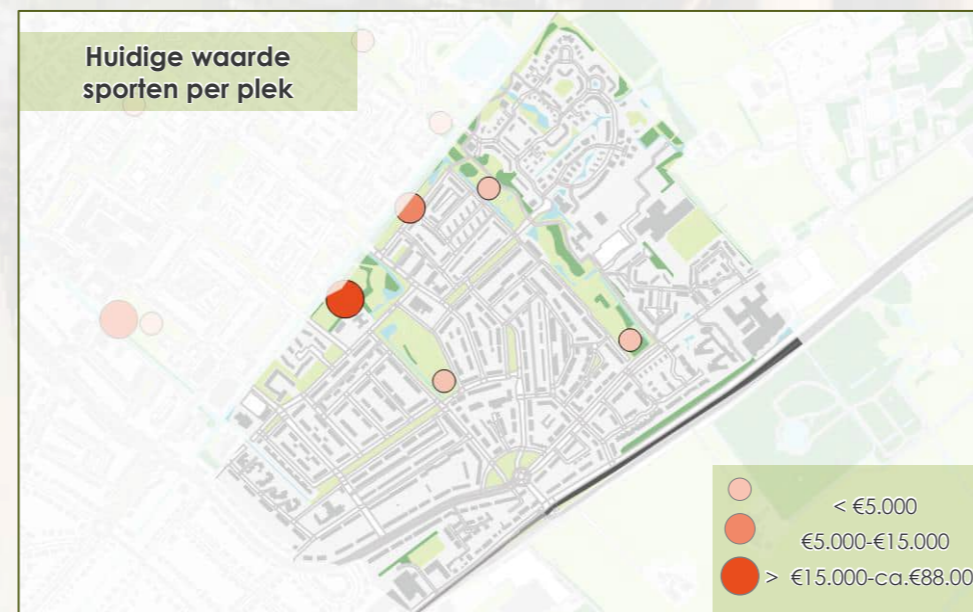 Huidige waarde
sporten per plek
< €5.000
€5.000-€15.000
> €15.000-ca.€88.00